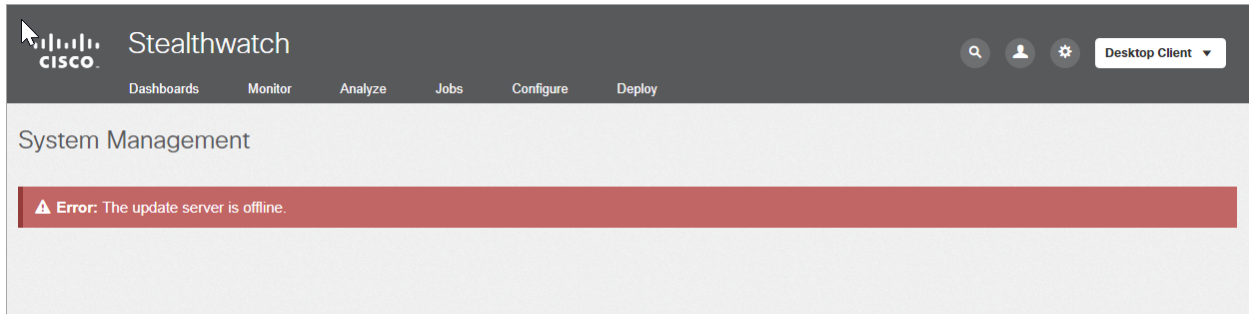 CISCO
Stealthwatch
Desktop Client
Dashboards Monitor Analyze Jobs Configure Deploy
System Management
Error: The update server is offline.